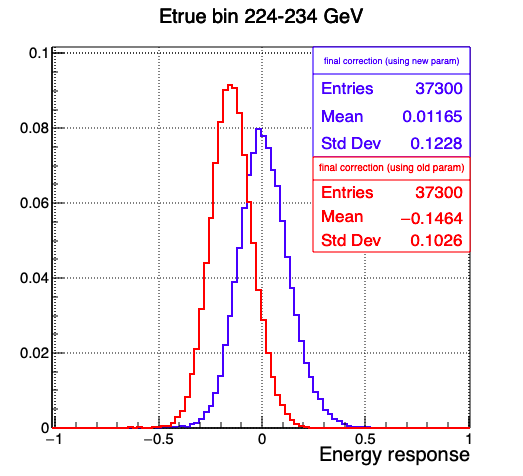 Etrue bin 224-234 GeV
0.1
0.08
0.06
0.04
0.02
0
−1
−0.5
0
0.5
1
Energy response
final correction (using new param)
Entries 37300
Mean 0.01165
Std Dev 0.1228
final correction (using old param)
Entries 37300
Mean −0.1464
Std Dev 0.1026